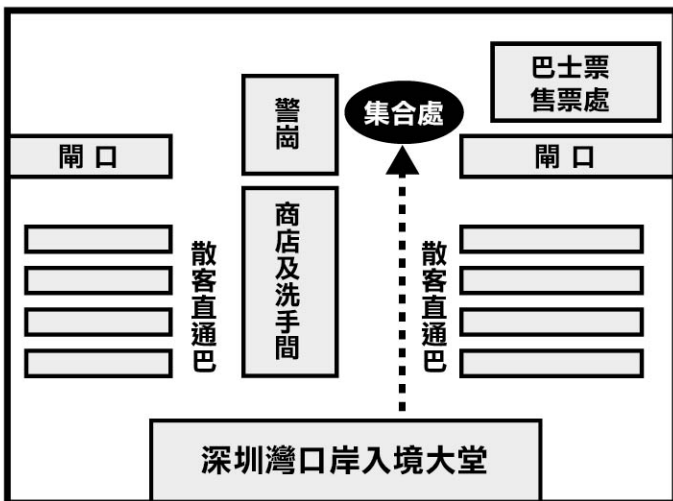 巴士票
售票處
警崗
集合處
閘口
閘口
商店及洗手間
散客直通巴
散客直通巴
深圳灣口岸入境大堂